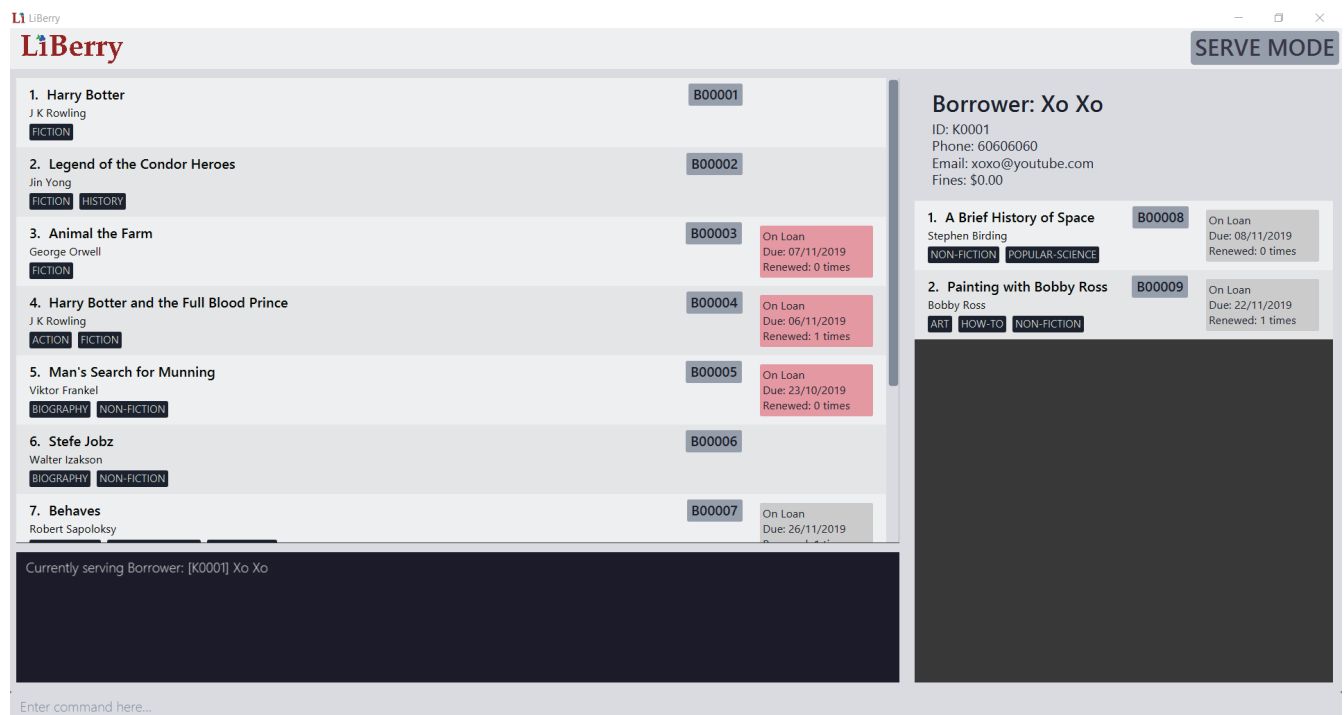 LiBerry
LiBerry
SERVE MODE
1. Harry Botter
B00001
J K Rowling
FICTION
2. Legend of the Condor Heroes
B00002
Jin Yong
FICTION HISTORY
3. Animal the Farm
B00003
George Orwell
FICTION
On Loan
Due: 07/11/2019
Renewed: 0 times
4. Harry Botter and the Full Blood Prince
B00004
J K Rowling
ACTION FICTION
On Loan
Due: 06/11/2019
Renewed: 1 times
5. Man's Search for Munning
B00005
Viktor Frankel
BIOGRAPHY NON-FICTION
On Loan
Due: 23/10/2019
Renewed: 0 times
6. Stefe Jobz
B00006
Walter Izakson
BIOGRAPHY NON-FICTION
7. Behaves
B00007
Robert Sapoloksy
On Loan
Due: 26/11/2019
Currently serving Borrower: [K0001] Xo Xo
Enter command here...
Borrower: Xo Xo
ID: K0001
Phone: 60606060
Email: xoxo@youtube.com
Fines: $0.00
1. A Brief History of Space
B00008
Stephen Birding
NON-FICTION POPULAR-SCIENCE
On Loan
Due: 08/11/2019
Renewed: 0 times
2. Painting with Bobby Ross
B00009
Bobby Ross
ART HOW-TO NON-FICTION
On Loan
Due: 22/11/2019
Renewed: 1 times